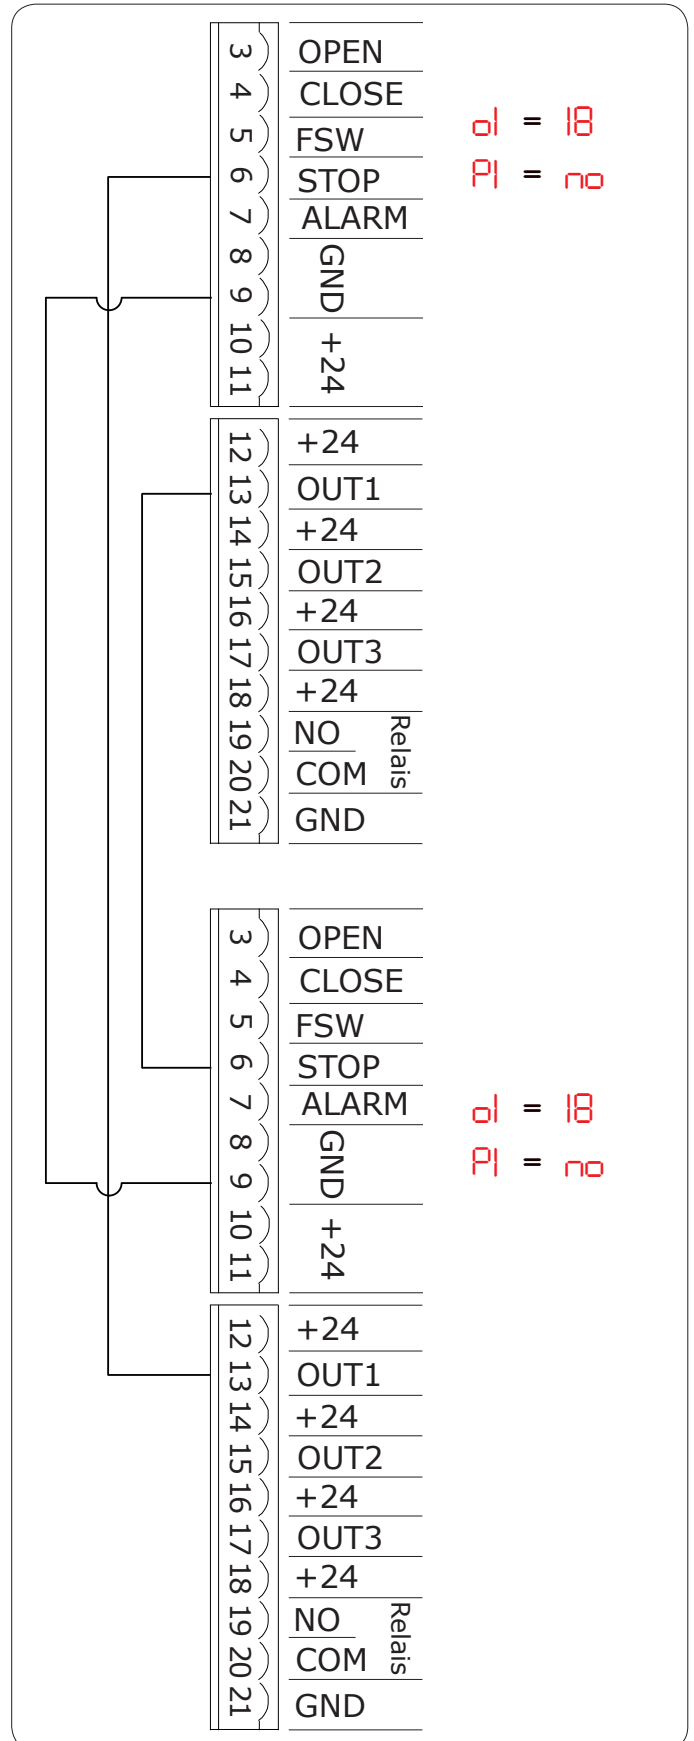 3 OPEN
4 CLOSE
5 FSW
o1 = 18
6 STOP
P1 = no
7 ALARM
8 GND
9
10 +24
11
12 +24
13 OUT1
14 +24
15 OUT2
16 +24
17 OUT3
18 +24
19 NO Relais
20 COM
21 GND
3 OPEN
4 CLOSE
5 FSW
6 STOP
7 ALARM
o1 = 18
8 GND
9
P1 = no
10 +24
11
12 +24
13 OUT1
14 +24
15 OUT2
16 +24
17 OUT3
18 +24
19 NO Relais
20 COM
21 GND